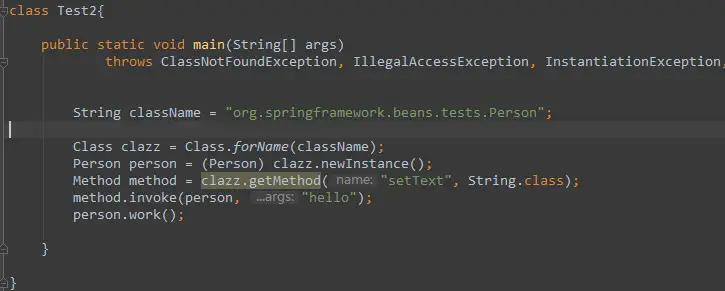 class Test2{
public static void main(String[] args)
throws ClassNotFoundException, IllegalAccessException, InstantiationException,
String className = "org.springframework.beans.tests.Person";
Class clazz = Class.forName(className);
Person person = (Person) clazz.newInstance();
Method method = clazz.getMethod( name: "setText", String.class);
method.invoke(person, ...args: "hello");
person.work();
}
}